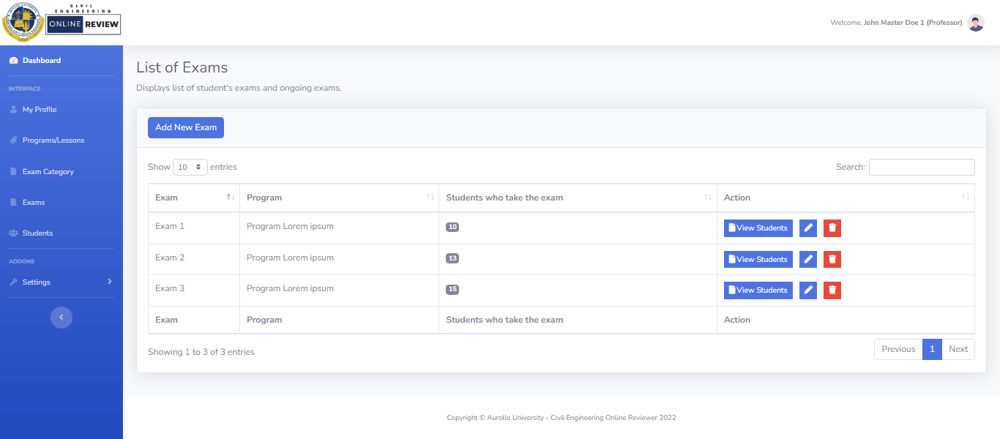 CIVIL
ENGINEERING
ONLINE REVIEW
Welcome, John Master Doe 1 (Professor)
Dashboard
INTERFACE
My Profile
Programs/Lessons
Exam Category
Exams
Students
ADDONS
Settings
List of Exams
Displays list of student's exams and ongoing exams.
Add New Exam
Show 10 entries
Search:
Exam Program Students who take the exam Action
Exam 1 Program Lorem ipsum 10 View Students
Exam 2 Program Lorem ipsum 13 View Students
Exam 3 Program Lorem ipsum 15 View Students
Exam Program Students who take the exam Action
Showing 1 to 3 of 3 entries
Previous 1 Next
Copyright © Aurollo University - Civil Engineering Online Reviewer 2022